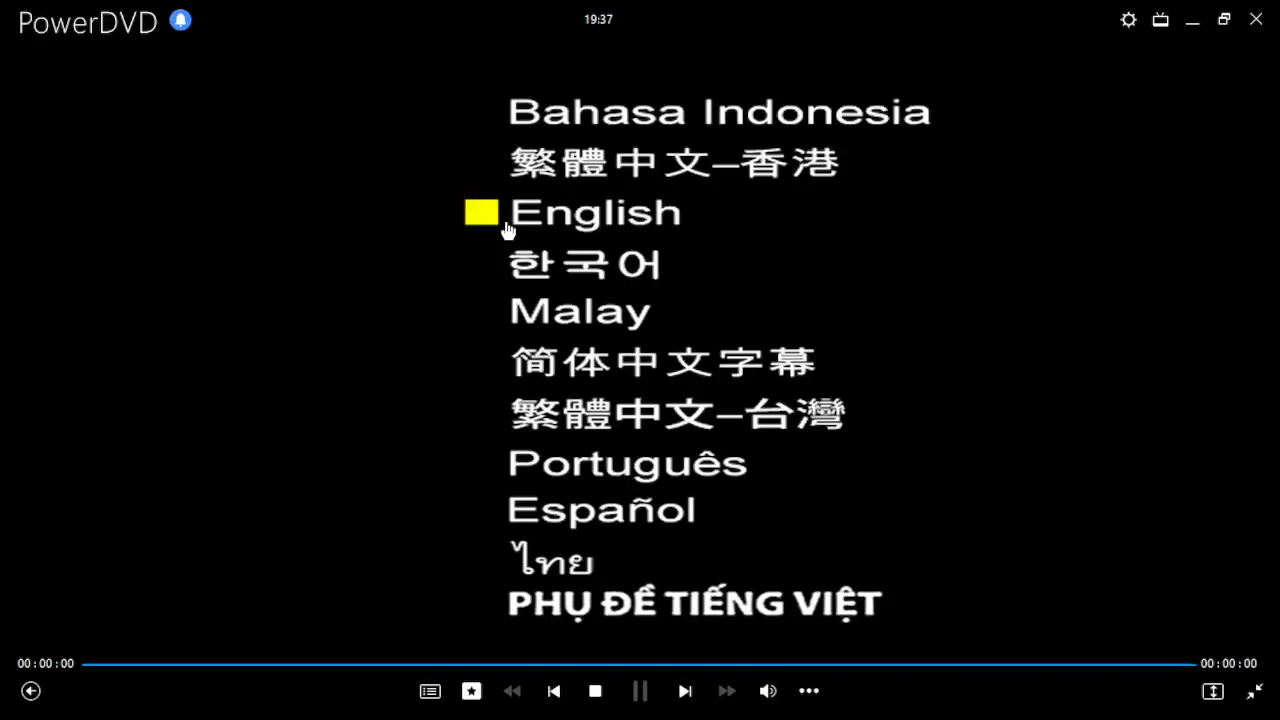 PowerDVD
19:37
Bahasa Indonesia
繁體中文–香港
English
한국어
Malay
简体中文字幕
繁體中文–台灣
Português
Español
ไทย
PHỤ ĐỀ TIẾNG VIỆT
00:00:00
00:00:00